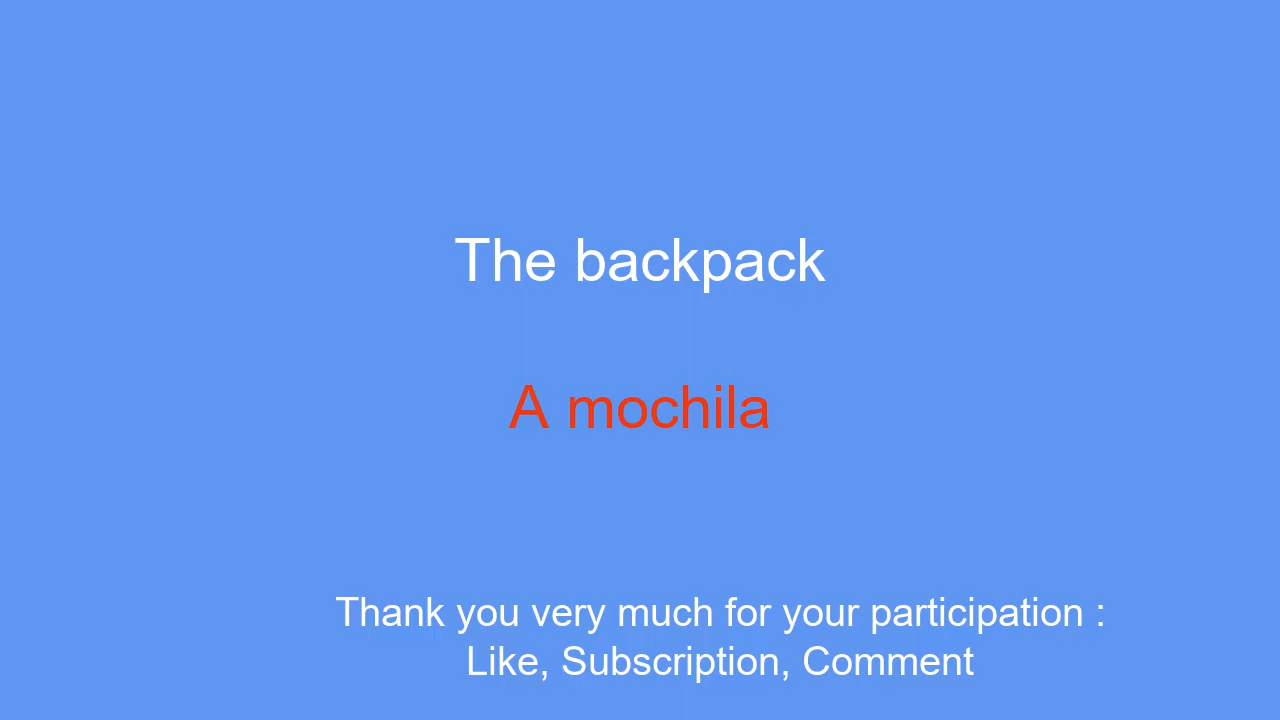 The backpack
A mochila
Thank you very much for your participation :
Like, Subscription, Comment